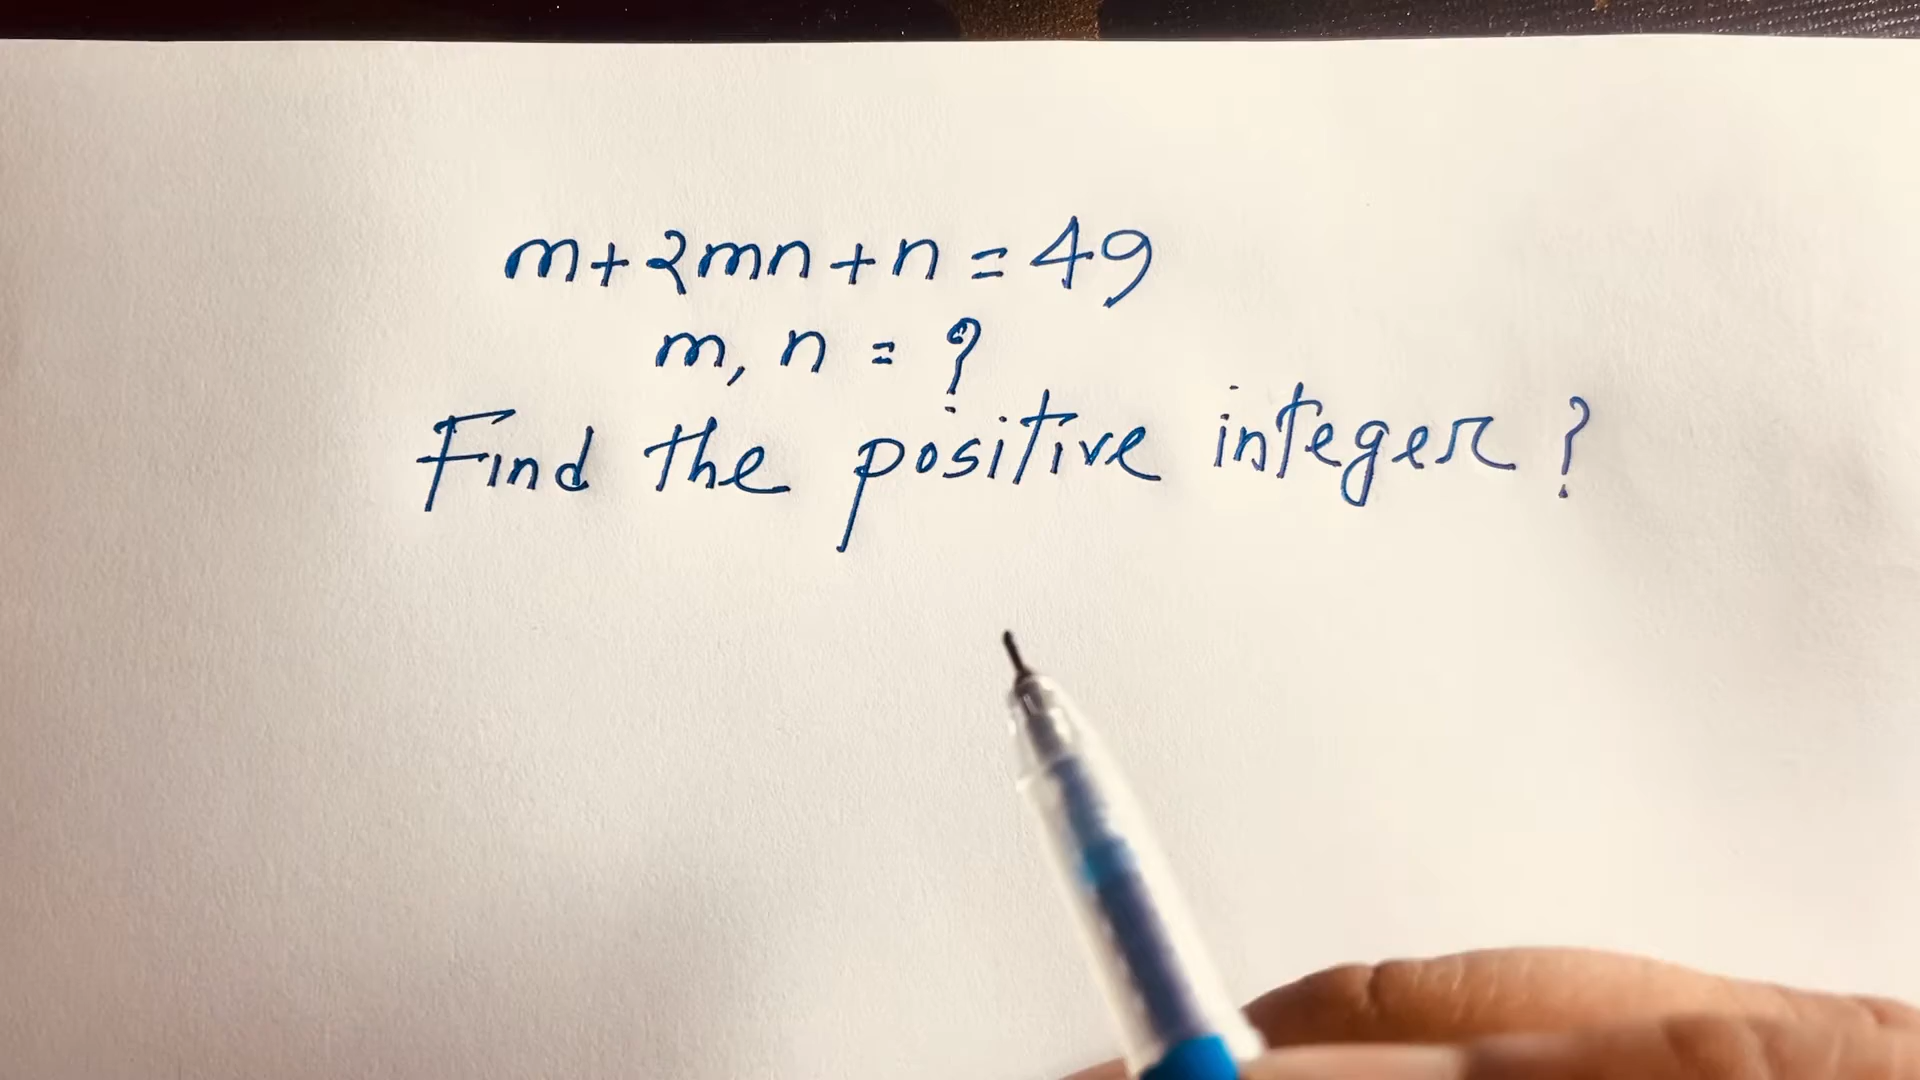 m+2mn+n=49
m, n = ?
Find the positive integer ?